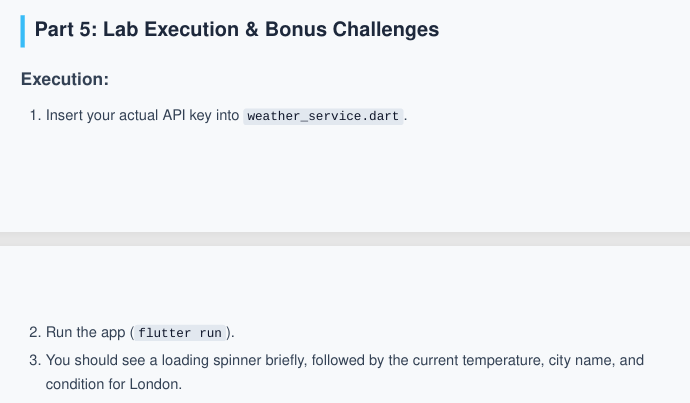 Part 5: Lab Execution & Bonus Challenges
Execution:
1. Insert your actual API key into weather_service.dart.
2. Run the app (flutter run).
3. You should see a loading spinner briefly, followed by the current temperature, city name, and
condition for London.